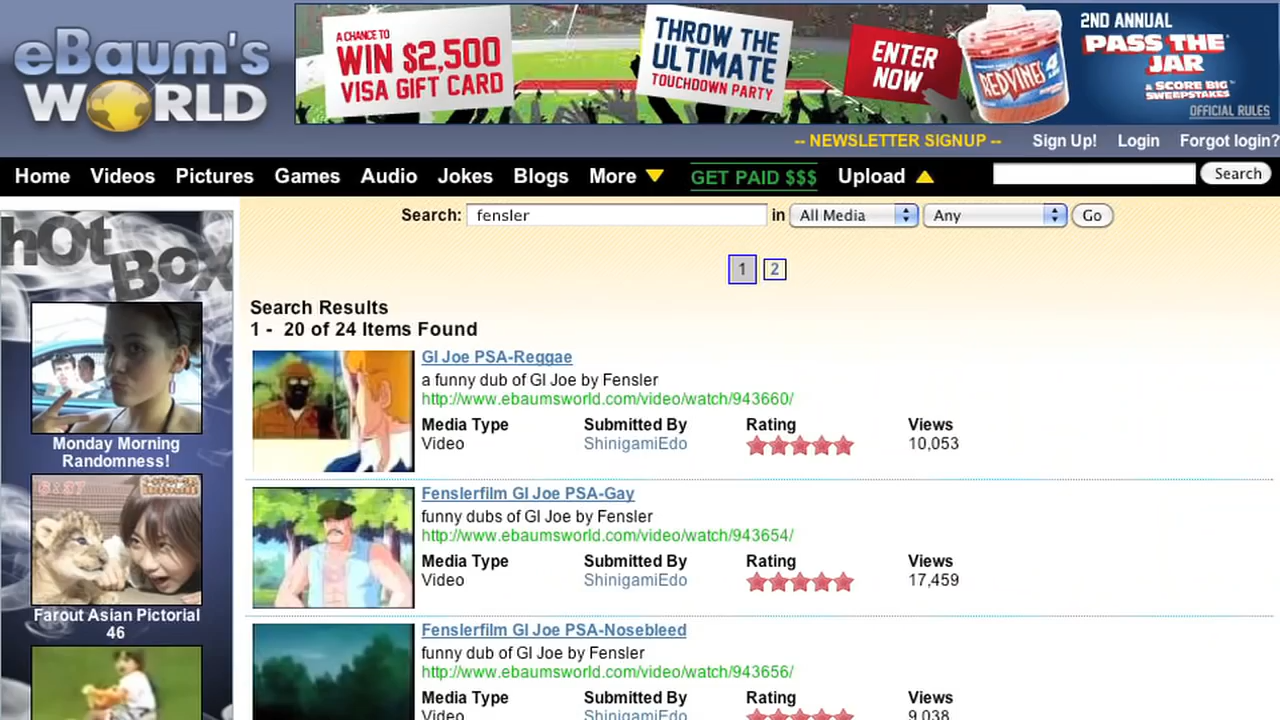 eBaum's
WORLD
A CHANCE TO
WIN $2,500
VISA GIFT CARD
THROW THE
ULTIMATE
TOUCHDOWN PARTY
ENTER
NOW
REDVINES
2ND ANNUAL
PASS THE
JAR
A SCORE BIG
SWEEPSTAKES
OFFICIAL RULES
-- NEWSLETTER SIGNUP --
Sign Up!
Login
Forgot login?
Home Videos Pictures Games Audio Jokes Blogs More GET PAID $$$ Upload Search
Search: fensler in All Media Any Go
hOt
BOX
1 2
Search Results
1 - 20 of 24 Items Found
Monday Morning
Randomness!
6:37
Farout Asian Pictorial
46
GI Joe PSA-Reggae
a funny dub of GI Joe by Fensler
http://www.ebaumsworld.com/video/watch/943660/
Media Type Submitted By Rating Views
Video ShinigamiEdo 10,053
Fenslerfilm GI Joe PSA-Gay
funny dubs of GI Joe by Fensler
http://www.ebaumsworld.com/video/watch/943654/
Media Type Submitted By Rating Views
Video ShinigamiEdo 17,459
Fenslerfilm GI Joe PSA-Nosebleed
funny dub of GI Joe by Fensler
http://www.ebaumsworld.com/video/watch/943656/
Media Type Submitted By Rating Views
Video ShinigamiEdo 9,038